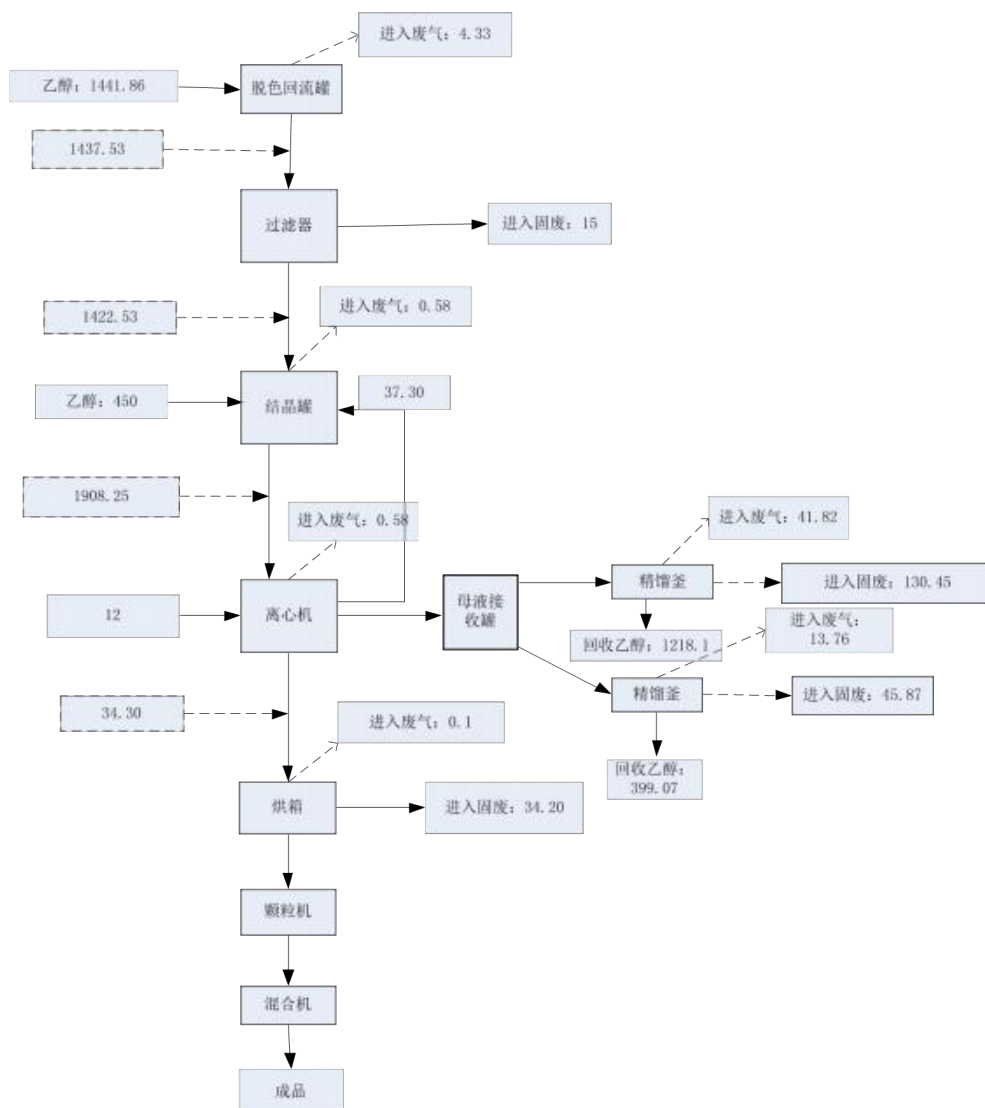 进入废气：4.33
乙醇：1441.86
脱色回流罐
1437.53
过滤器
进入固废：15
进入废气：0.58
1422.53
乙醇：450
结晶罐
37.30
1908.25
进入废气：0.58
进入废气：41.82
精馏釜
进入固废：130.45
12
离心机
母液接
收罐
回收乙醇：1218.1
进入废气：
13.76
精馏釜
进入固废：45.87
34.30
进入废气：0.1
回收乙醇：
399.07
烘箱
进入固废：34.20
颗粒机
混合机
成品